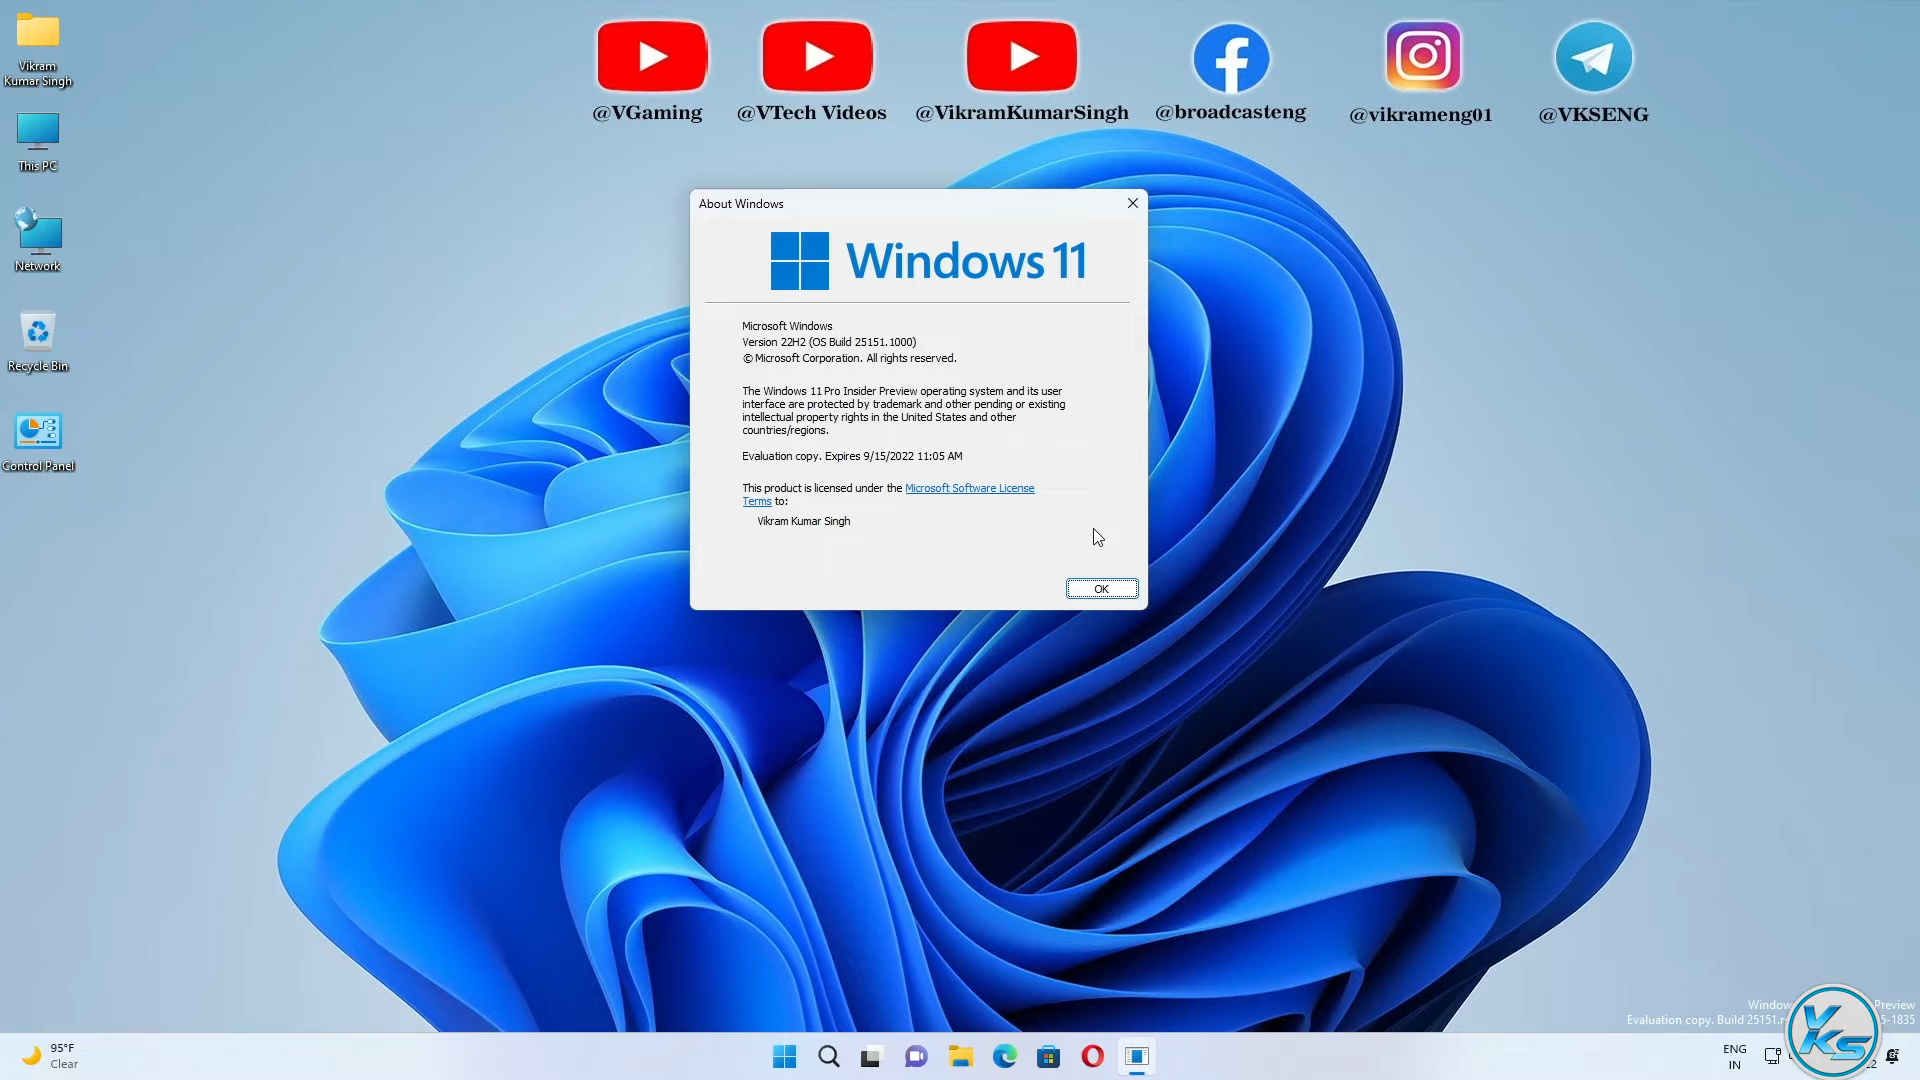 Vikram
Kumar Singh
This PC
Network
Recycle Bin
Control Panel
@VGaming
@VTech Videos
@VikramKumarSingh
@broadcasteng
@vikrameng01
@VKSENG
About Windows
Windows 11
Microsoft Windows
Version 22H2 (OS Build 25151.1000)
© Microsoft Corporation. All rights reserved.
The Windows 11 Pro Insider Preview operating system and its user
interface are protected by trademark and other pending or existing
intellectual property rights in the United States and other
countries/regions.
Evaluation copy. Expires 9/15/2022 11:05 AM
This product is licensed under the Microsoft Software License
Terms to:
Vikram Kumar Singh
OK
Preview
Evaluation copy. Build 25151.r 5-1835
95°F
Clear
ENG
IN
VKS